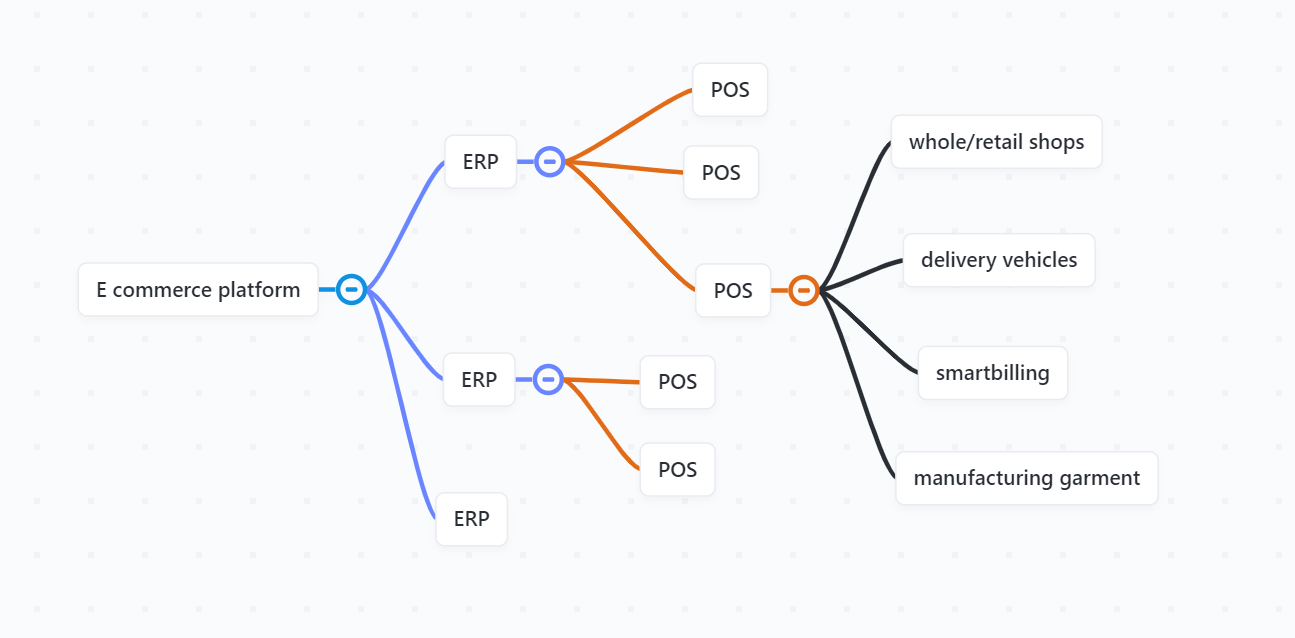 E commerce platform
ERP
POS
POS
POS
whole/retail shops
delivery vehicles
smartbilling
manufacturing garment
ERP
POS
POS
ERP